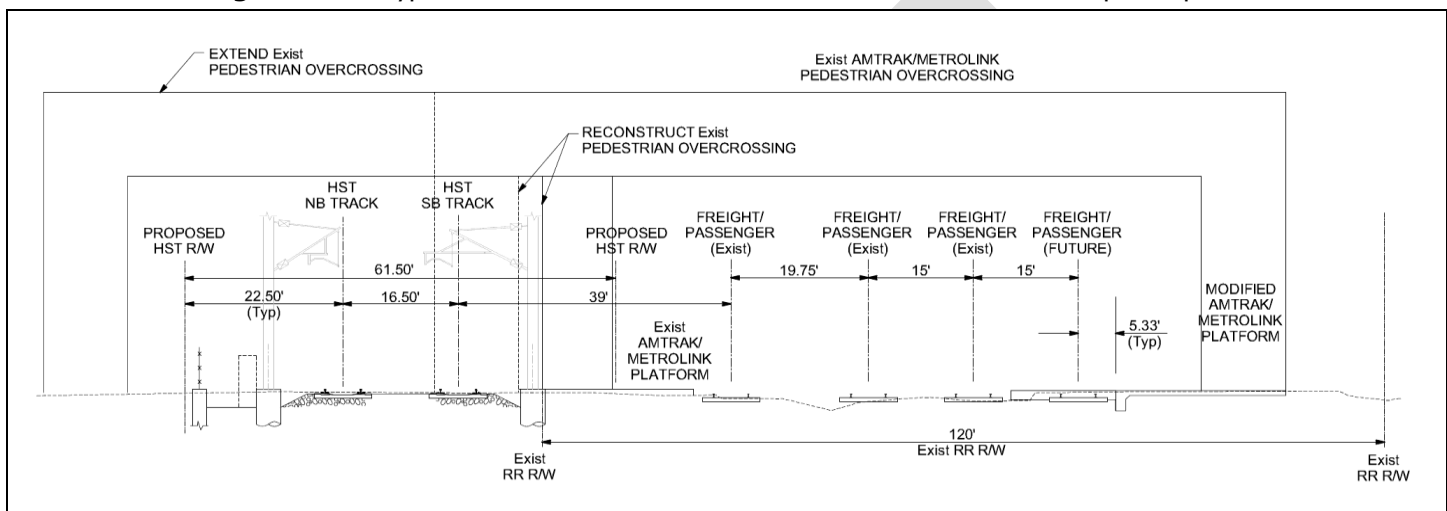 EXTEND Exist
PEDESTRIAN OVERCROSSING
Exist AMTRAK/METROLINK
PEDESTRIAN OVERCROSSING
RECONSTRUCT Exist
PEDESTRIAN OVERCROSSING
HST
NB TRACK
HST
SB TRACK
PROPOSED
HST R/W
PROPOSED
HST R/W
FREIGHT/
PASSENGER
(Exist)
FREIGHT/
PASSENGER
(Exist)
FREIGHT/
PASSENGER
(Exist)
FREIGHT/
PASSENGER
(FUTURE)
61.50'
19.75'
15'
15'
22.50'
(Typ)
16.50'
39'
Exist
AMTRAK/
METROLINK
PLATFORM
5.33'
(Typ)
MODIFIED
AMTRAK/
METROLINK
PLATFORM
120'
Exist RR R/W
Exist
RR R/W
Exist
RR R/W